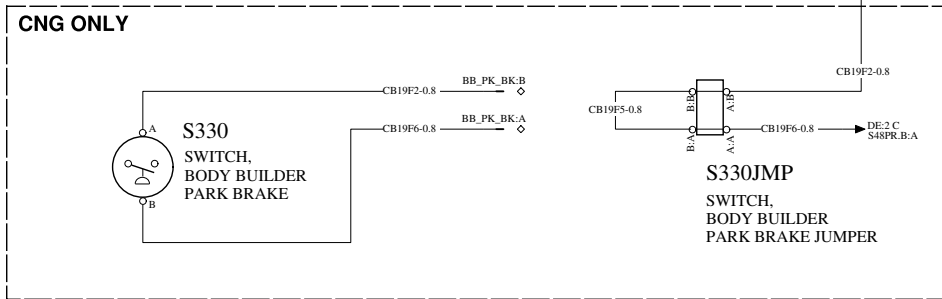 CNG ONLY
CB19F2-0.8
BB_PK_BK:B
CB19F6-0.8
BB_PK_BK:A
A
S330
SWITCH,
BODY BUILDER
PARK BRAKE
B
CB19F2-0.8
CB19F5-0.8
B:B
A:B
B:A
A:A
CB19F6-0.8
DE:2 C
S48PR.B:A
S330JMP
SWITCH,
BODY BUILDER
PARK BRAKE JUMPER